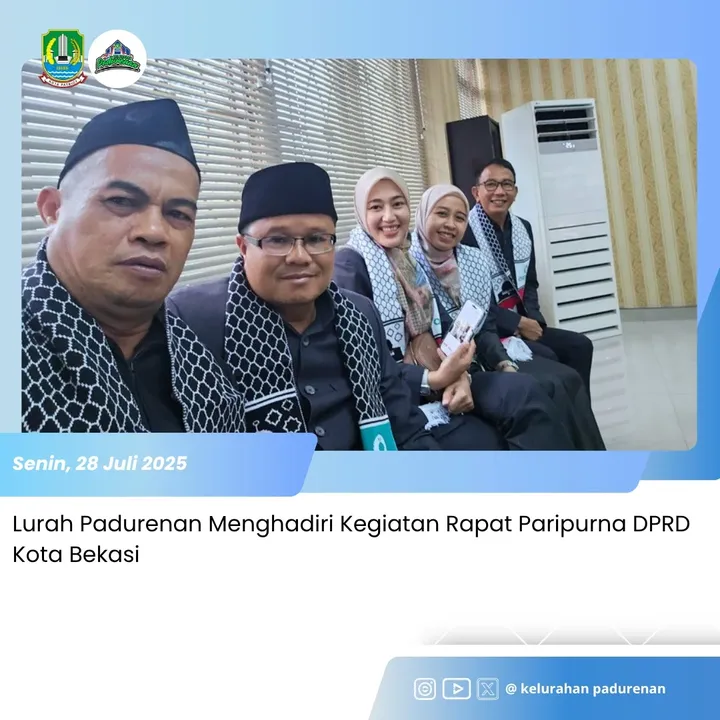 Senin, 28 Juli 2025
Lurah Padurenan Menghadiri Kegiatan Rapat Paripurna DPRD
Kota Bekasi
@ kelurahan padurenan